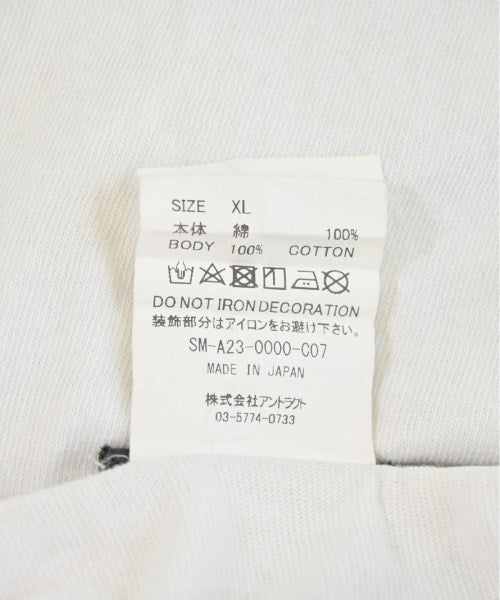 SIZE XL
本体 綿 100%
BODY 100% COTTON
DO NOT IRON DECORATION
装飾部分はアイロンをお避け下さい。
SM-A23-0000-C07
MADE IN JAPAN
株式会社アントラクト
03-5774-0733